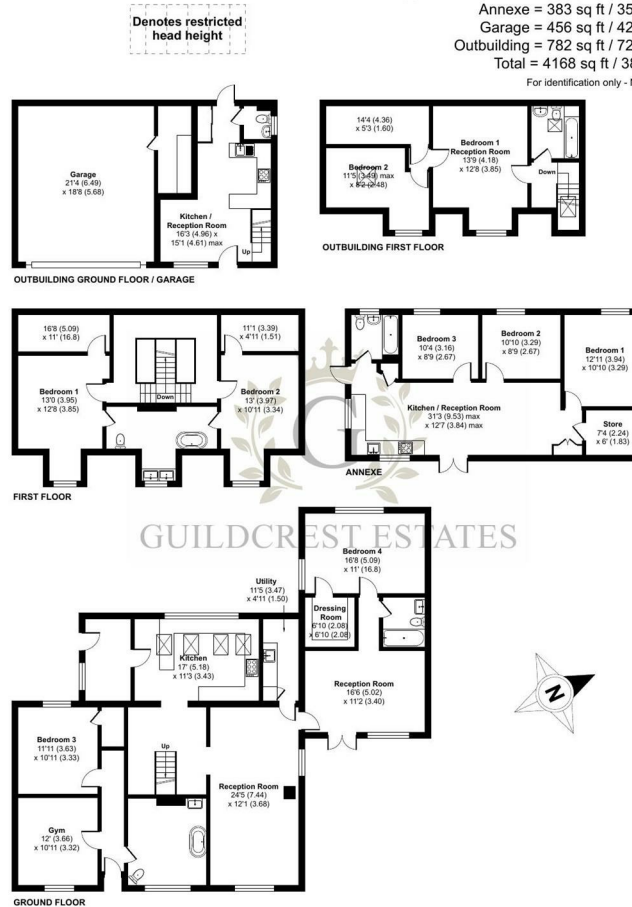 Denotes restricted
head height
Annexe = 383 sq ft / 35
Garage = 456 sq ft / 42
Outbuilding = 782 sq ft / 72
Total = 4168 sq ft / 38
For identification only - N
Garage
21'4 (6.49)
x 18'8 (5.68)
Kitchen /
Reception Room
16'3 (4.96) x
15'1 (4.61) max
Up
OUTBUILDING GROUND FLOOR / GARAGE
14'4 (4.36)
x 5'3 (1.60)
Bedroom 2
11'5 (3.49) max
x 8'2 (2.48)
Bedroom 1
Reception Room
13'9 (4.18)
x 12'8 (3.85)
Down
OUTBUILDING FIRST FLOOR
16'8 (5.09)
x 11' (16.8)
11'1 (3.39)
x 4'11 (1.51)
Bedroom 1
13'0 (3.95)
x 12'8 (3.85)
Down
Bedroom 2
13' (3.97)
x 10'11 (3.34)
FIRST FLOOR
Bedroom 3
10'4 (3.16)
x 8'9 (2.67)
Bedroom 2
10'10 (3.29)
x 8'9 (2.67)
Bedroom 1
12'11 (3.94)
x 10'10 (3.29)
Kitchen / Reception Room
31'3 (9.53) max
x 12'7 (3.84) max
Store
7'4 (2.24)
x 6' (1.83)
ANNEXE
G
GUILDCREST ESTATES
Bedroom 4
16'8 (5.09)
x 11' (16.8)
Utility
11'5 (3.47)
x 4'11 (1.50)
Dressing
Room
6'10 (2.08)
x 6'10 (2.08)
Kitchen
17' (5.18)
x 11'3 (3.43)
Reception Room
16'6 (5.02)
x 11'2 (3.40)
N
Bedroom 3
11'11 (3.63)
x 10'11 (3.33)
Up
Reception Room
24'5 (7.44)
x 12'1 (3.68)
Gym
12' (3.66)
x 10'11 (3.32)
GROUND FLOOR